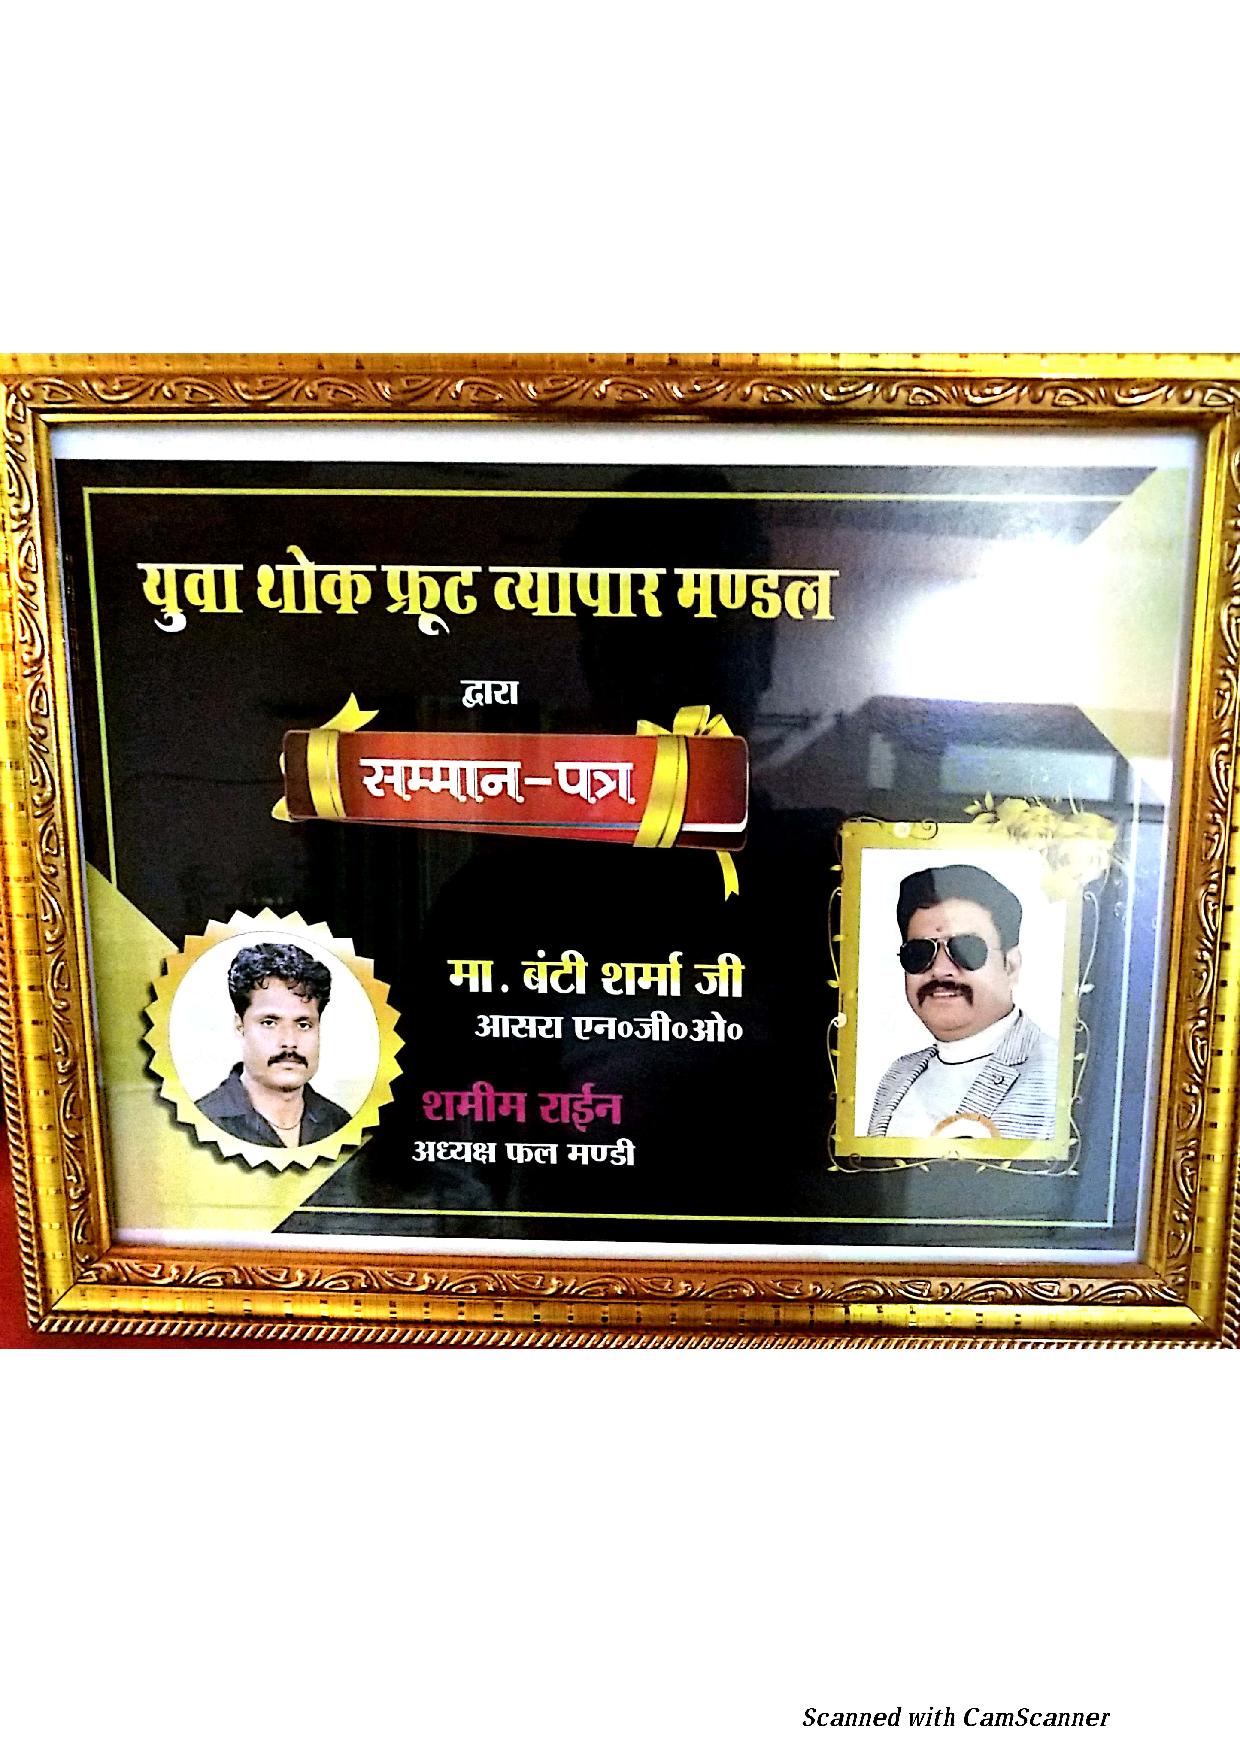 युवा थोक फ्रूट व्यापार मण्डल
द्वारा
सम्मान-पत्र
मा. बंटी शर्मा जी
आसरा एन०जी०ओ०
शमीम राईन
अध्यक्ष फल मण्डी
Scanned with CamScanner